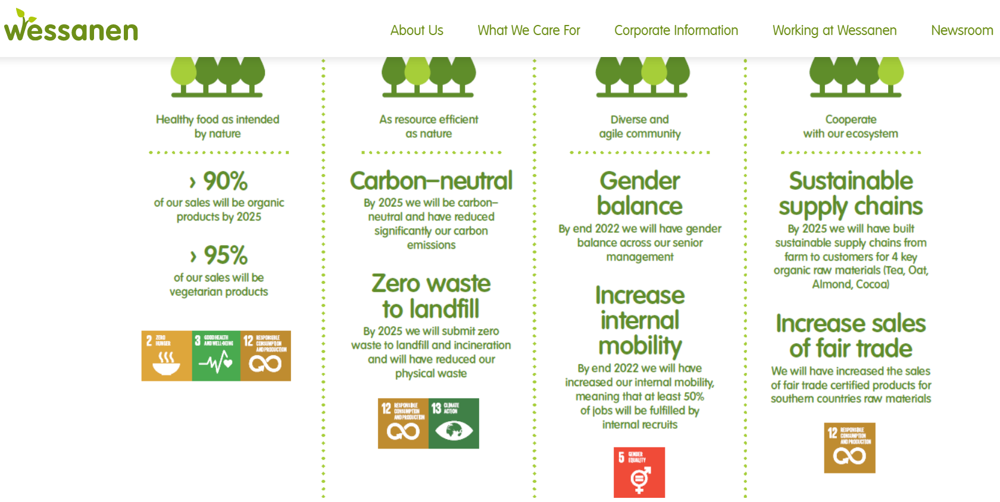 wessanen
About Us
What We Care For
Corporate Information
Working at Wessanen
Newsroom
Healthy food as intended
by nature
› 90%
of our sales will be organic
products by 2025
› 95%
of our sales will be
vegetarian products
2 ZERO
HUNGER
3 GOOD HEALTH
AND WELL-BEING
12 RESPONSIBLE
CONSUMPTION
AND PRODUCTION
As resource efficient
as nature
Carbon–neutral
By 2025 we will be carbon–
neutral and have reduced
significantly our carbon
emissions
Zero waste
to landfill
By 2025 we will submit zero
waste to landfill and incineration
and will have reduced our
physical waste
12 RESPONSIBLE
CONSUMPTION
AND PRODUCTION
13 CLIMATE
ACTION
Diverse and
agile community
Gender
balance
By end 2022 we will have gender
balance across our senior
management
Increase
internal
mobility
By end 2022 we will have
increased our internal mobility,
meaning that at least 50%
of jobs will be fulfilled by
internal recruits
5 GENDER
EQUALITY
Cooperate
with our ecosystem
Sustainable
supply chains
By 2025 we will have built
sustainable supply chains from
farm to customers for 4 key
organic raw materials (Tea, Oat,
Almond, Cocoa)
Increase sales
of fair trade
We will have increased the sales
of fair trade certified products for
southern countries raw materials
12 RESPONSIBLE
CONSUMPTION
AND PRODUCTION